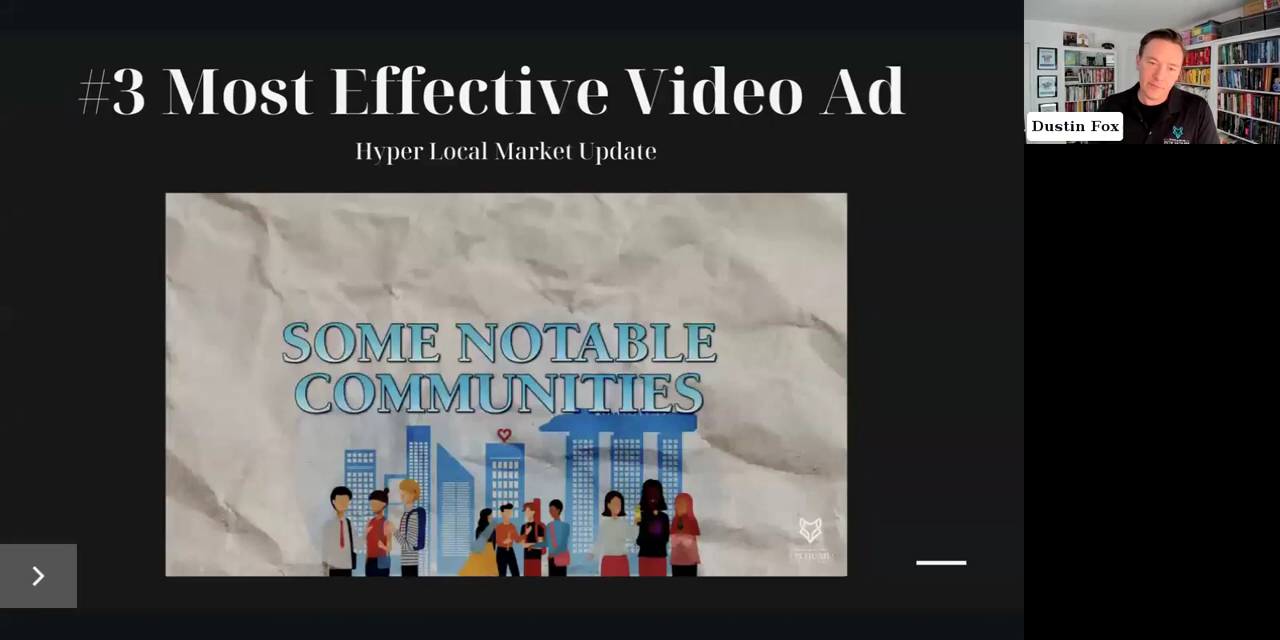 #3 Most Effective Video Ad
Hyper Local Market Update
SOME NOTABLE
COMMUNITIES
Dustin Fox